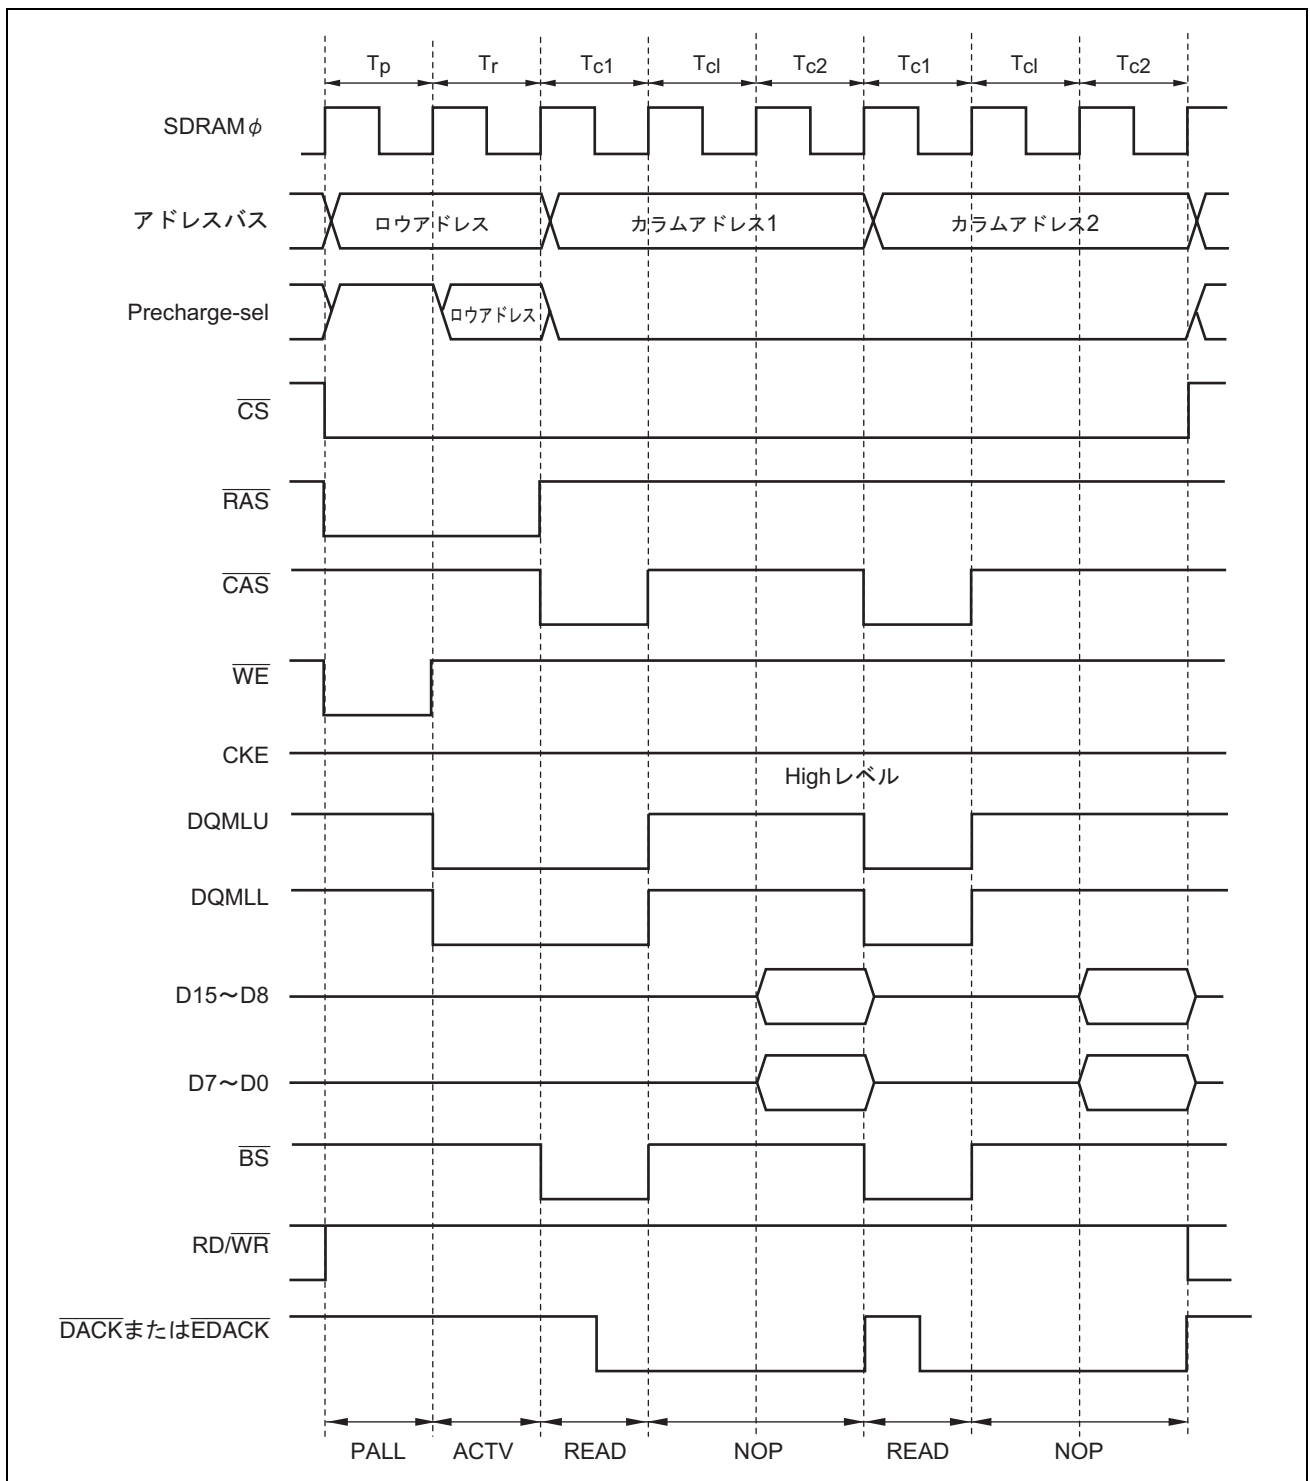 Tp Tr Tc1 Tcl Tc2 Tc1 Tcl Tc2
SDRAMφ
アドレスバス ロウアドレス カラムアドレス1 カラムアドレス2
Precharge-sel ロウアドレス
CS
RAS
CAS
WE
CKE
Highレベル
DQMLU
DQMLL
D15～D8
D7～D0
BS
RD/WR
DACKまたはEDACK
PALL ACTV READ NOP READ NOP